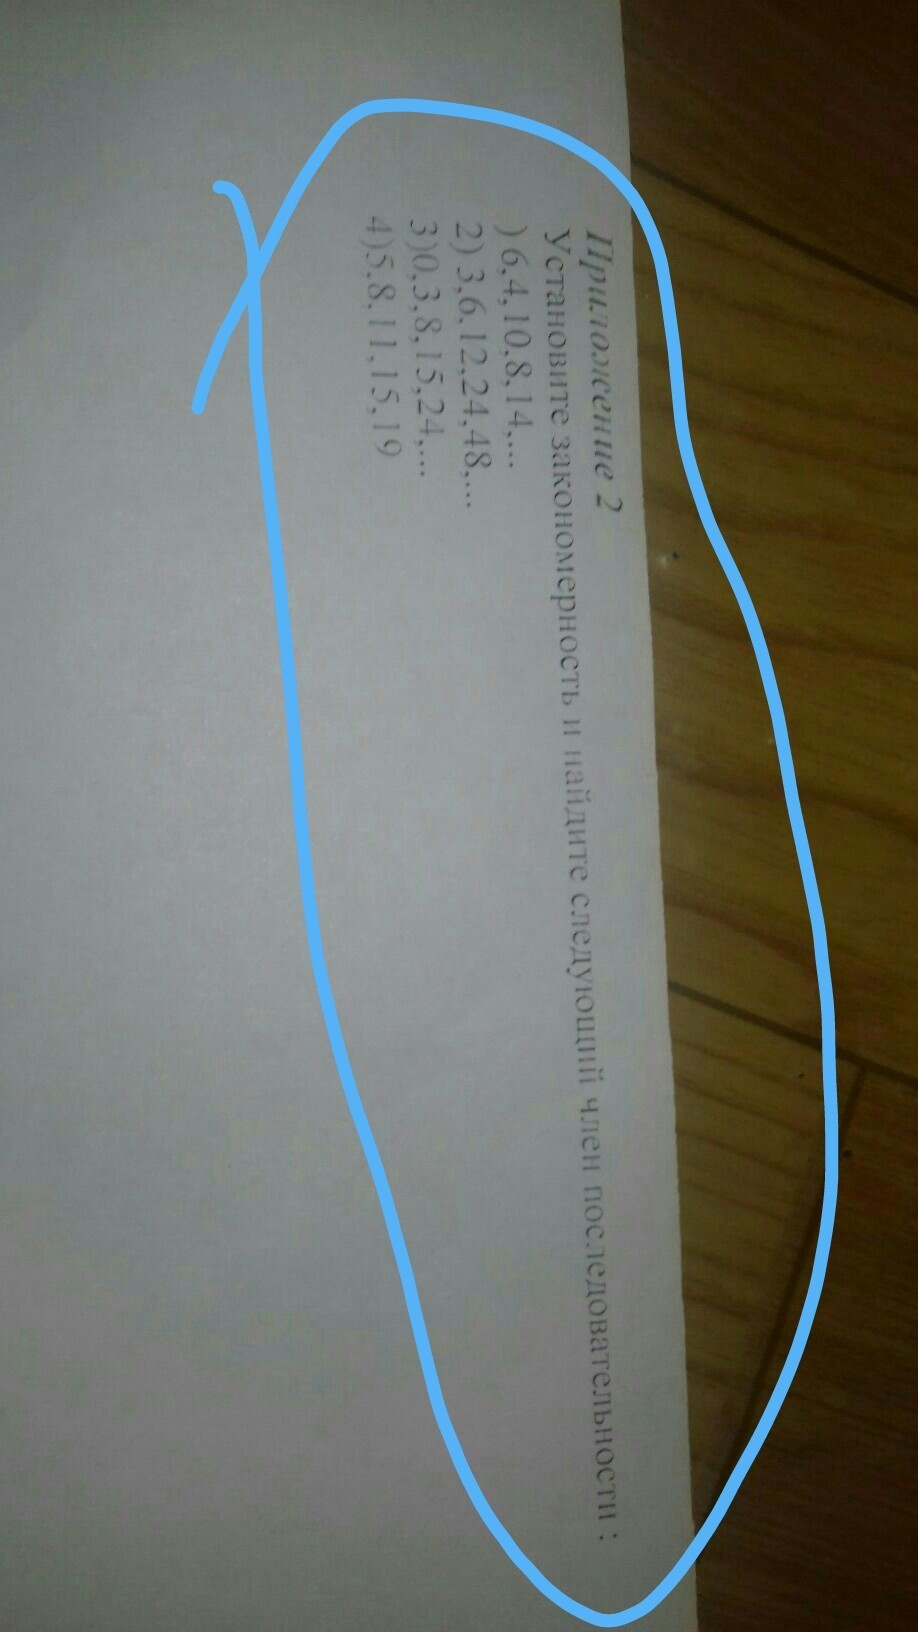 Приложение 2
Установите закономерность и найдите следующий член последовательности :
) 6,4,10,8,14,...
2) 3,6,12,24,48,...
3)0,3,8,15,24,...
4)5,8,11,15,19